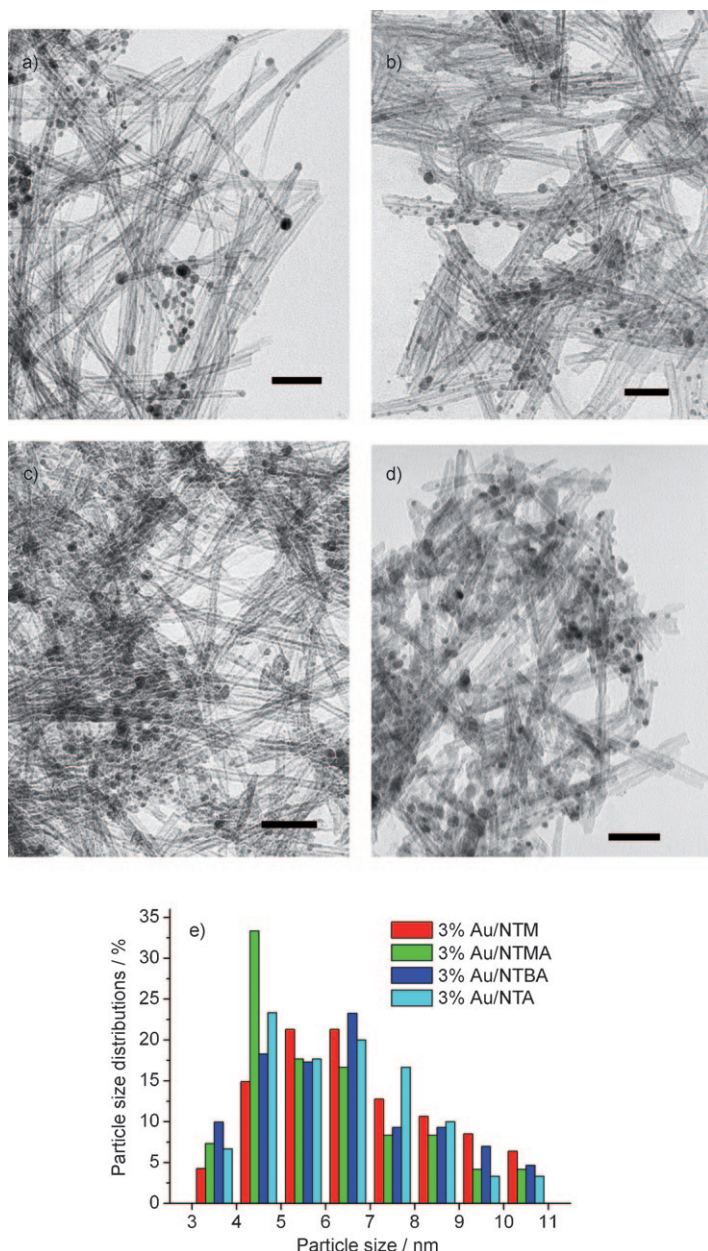 a)
b)
c)
d)
e)
3% Au/NTM
3% Au/NTMA
3% Au/NTBA
3% Au/NTA
Particle size distributions / %
35
30
25
20
15
10
5
0
3 4 5 6 7 8 9 10 11
Particle size / nm